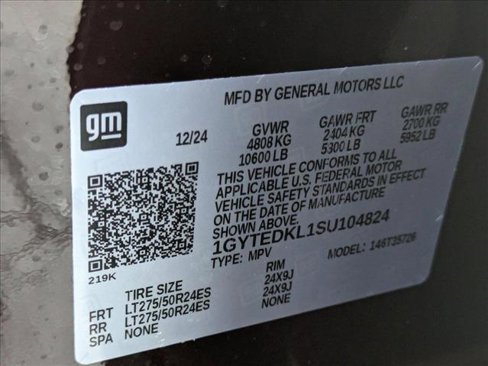 gm
MFD BY GENERAL MOTORS LLC
12/24
GVWR GAWR FRT GAWR RR
4808 KG 2404 KG 2700 KG
10600 LB 5300 LB 5952 LB
THIS VEHICLE CONFORMS TO ALL
APPLICABLE U.S. FEDERAL MOTOR
VEHICLE SAFETY STANDARDS IN EFFECT
ON THE DATE OF MANUFACTURE
SHOWN ABOVE.
1GYTEDKL1SU104824
TYPE: MPV MODEL: 146T35726
219K
TIRE SIZE RIM
FRT LT275/50R24ES 24X9J
RR LT275/50R24ES 24X9J
SPA NONE NONE